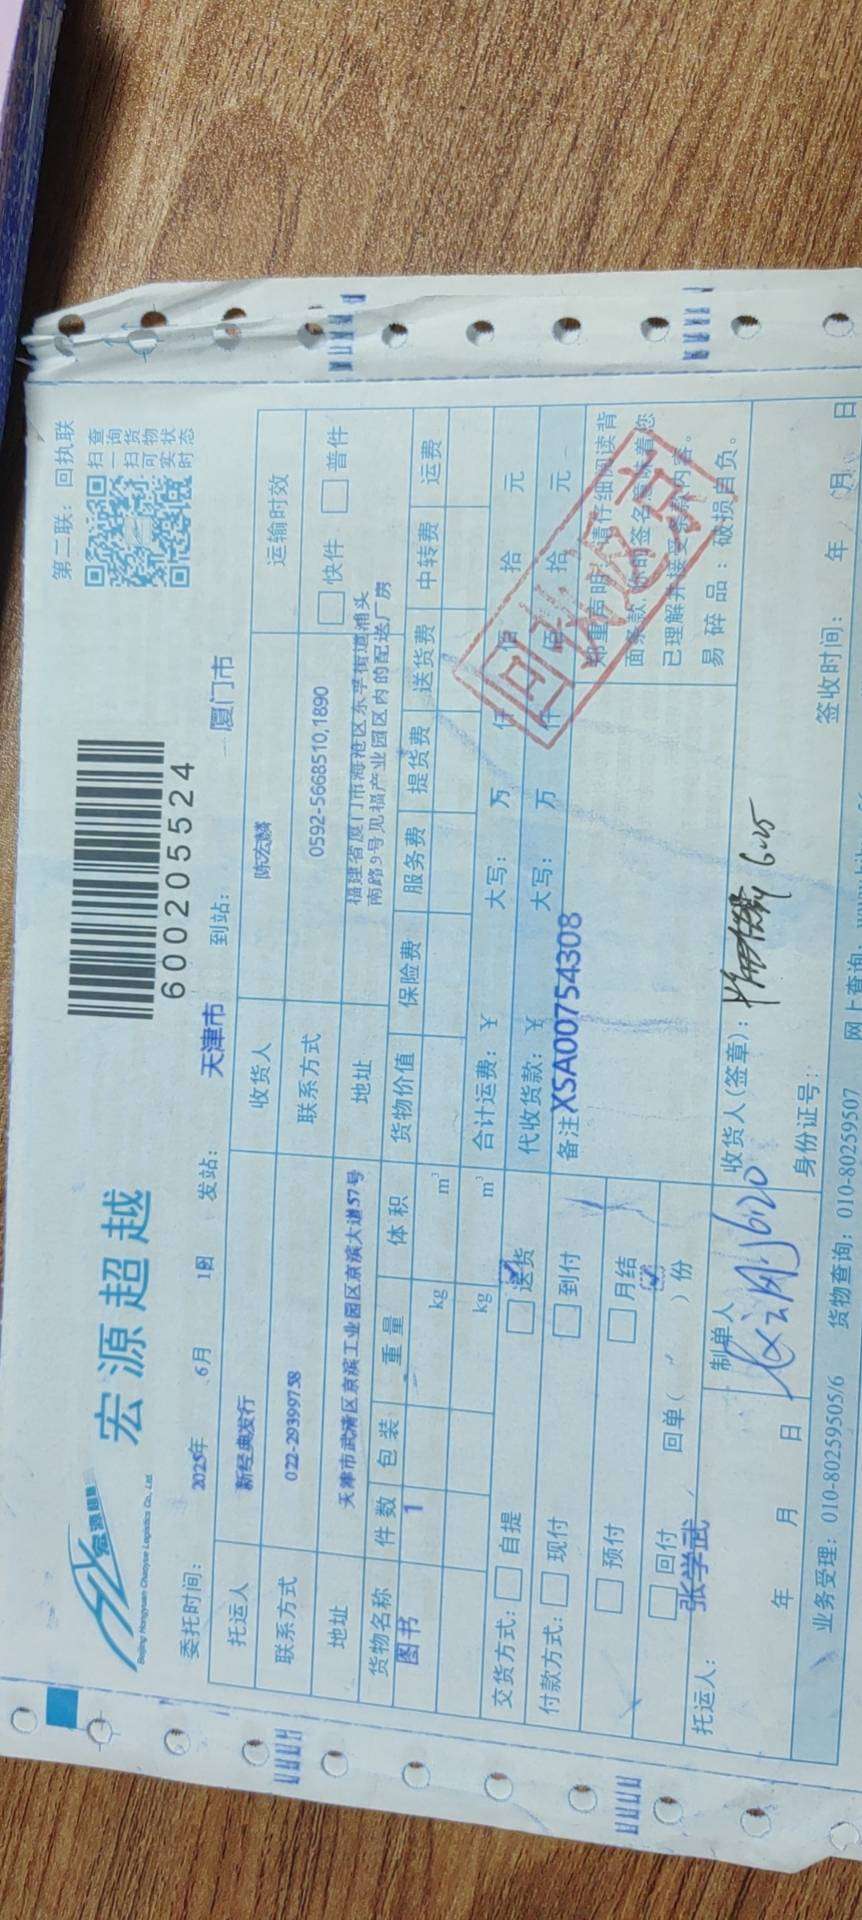 第二联：回执联
宏源超越
Beijing Hongyuan Chaoyue Logistics Co., Ltd
宏源超越
6002055524
扫一扫可查询货物实时状态
委托时间： 2025年 6月 1日 发站： 天津市 到站： 厦门市
托运人 新经典发行 收货人 陈宏麟 运输时效
联系方式 022-29399738 联系方式 0592-5668510,1890 快件 普件
地址 天津市武清区京滨工业园区京滨大道57号 地址 福建省厦门市海沧区东孚街道浦头
南路9号见福产业园区内的配送厂房
货物名称 件数 包装 重量 体积 货物价值 保险费 服务费 提货费 送货费 中转费 运费
图书 1 kg m³
kg m³ 合计运费：￥ 大写： 万 仟 佰 拾 元
交货方式： 自提 送货 代收货款：￥ 大写： 万 仟 佰 拾 元
付款方式： 现付 到付 备注 XSA00754308 郑重声明：请仔细阅读背
预付 月结 面条款，你的签名意味着您
已理解并接受条款内容。
回付 回单（ ）份 易碎品：破损自负。
托运人： 张学武 制单人 6.20 收货人(签章)： 6.25
年 月 日 身份证号： 签收时间： 年 月 日
业务受理：010-80259505/6 货物查询：010-80259507 网上查询